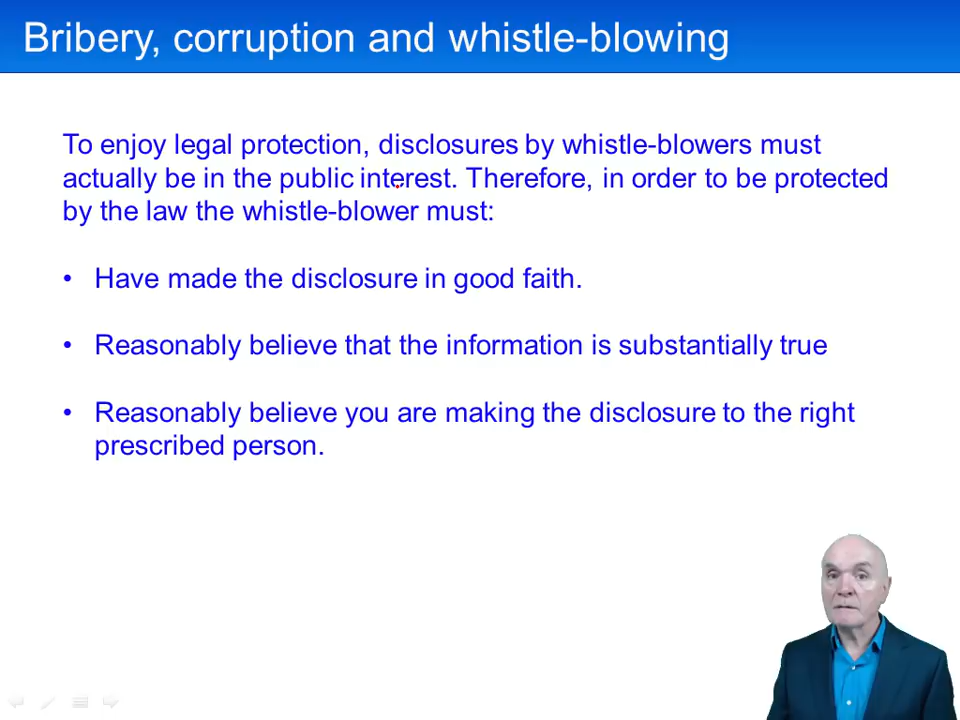 Bribery, corruption and whistle-blowing
To enjoy legal protection, disclosures by whistle-blowers must
actually be in the public interest. Therefore, in order to be protected
by the law the whistle-blower must:
• Have made the disclosure in good faith.
• Reasonably believe that the information is substantially true
• Reasonably believe you are making the disclosure to the right
prescribed person.